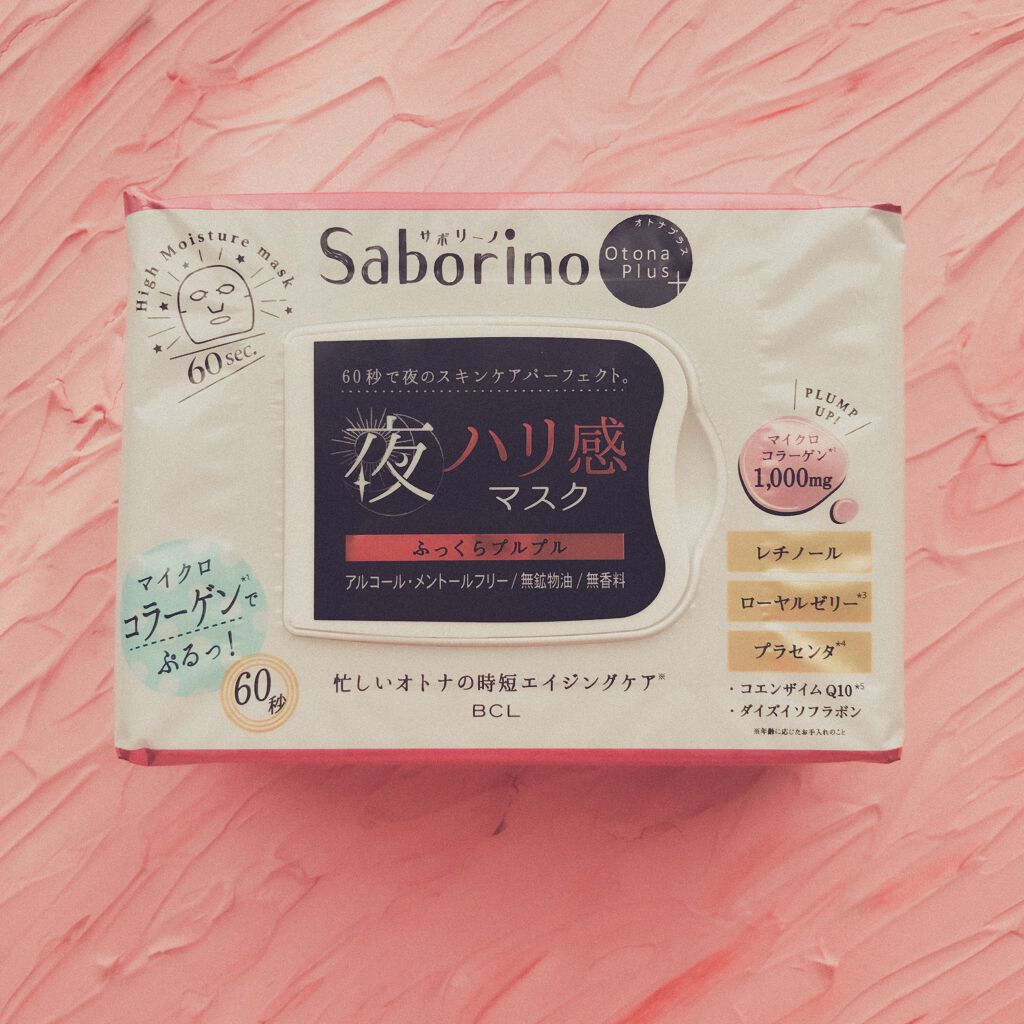 High Moisture mask
60 sec.
サボリーノ
Saborino
オトナプラス
Otona
Plus
+
60秒で夜のスキンケアパーフェクト。
夜ハリ感
マスク
ふっくらプルプル
アルコール・メントールフリー/無鉱物油/無香料
PLUMP
UP!
マイクロ
コラーゲン*1
1,000mg
レチノール
ローヤルゼリー*3
プラセンタ*4
・コエンザイムQ10*5
・ダイズイソフラボン
※年齢に応じたお手入れのこと
マイクロ
コラーゲン*1で
ぷるっ!
60秒
忙しいオトナの時短エイジングケア※
BCL